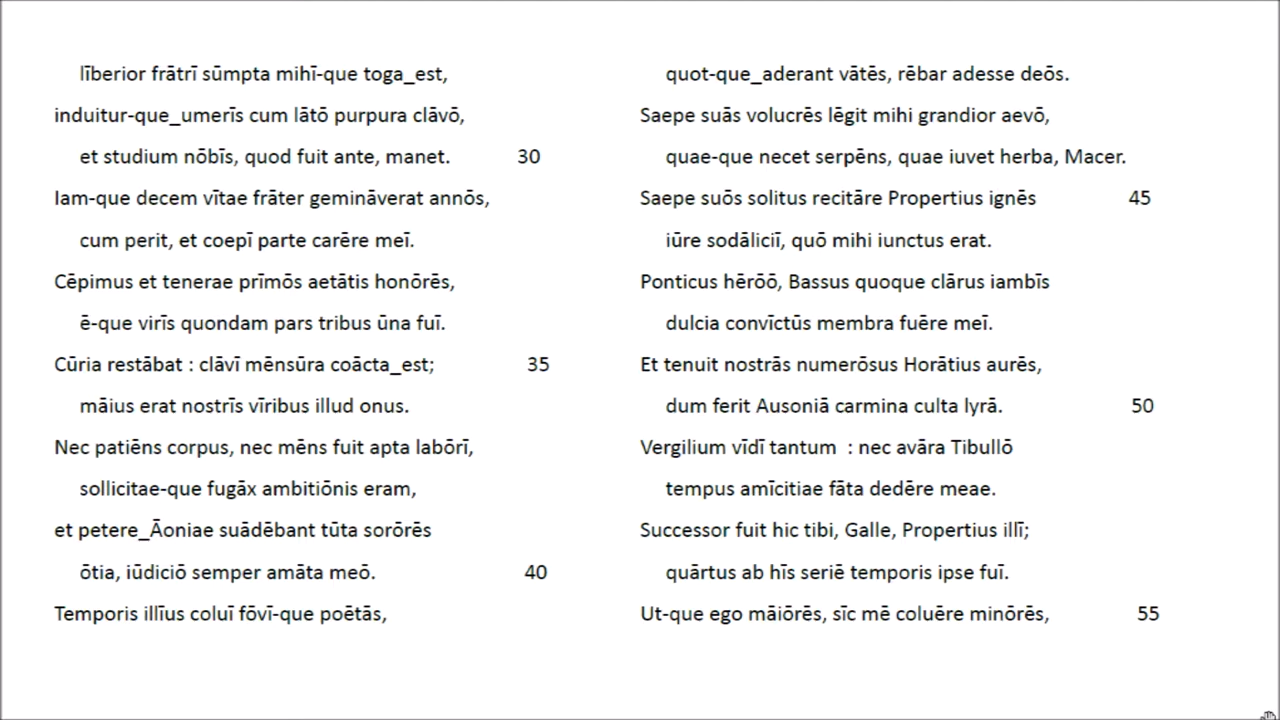 līberior frātrī sūmpta mihī-que toga_est,
induitur-que_umerīs cum lātō purpura clāvō,
et studium nōbīs, quod fuit ante, manet. 30
Iam-que decem vītae frāter gemināverat annōs,
cum perit, et coepī parte carēre meī.
Cēpimus et tenerae prīmōs aetātis honōrēs,
ē-que virīs quondam pars tribus ūna fuī.
Cūria restābat : clāvī mēnsūra coācta_est; 35
māius erat nostrīs vīribus illud onus.
Nec patiēns corpus, nec mēns fuit apta labōrī,
sollicitae-que fugāx ambitiōnis eram,
et petere_Āoniae suādēbant tūta sorōrēs
ōtia, iūdiciō semper amāta meō. 40
Temporis illīus coluī fōvī-que poētās,
quot-que_aderant vātēs, rēbar adesse deōs.
Saepe suās volucrēs lēgit mihi grandior aevō,
quae-que necet serpēns, quae iuvet herba, Macer.
Saepe suōs solitus recitāre Propertius ignēs 45
iūre sodāliciī, quō mihi iunctus erat.
Ponticus hērōō, Bassus quoque clārus iambīs
dulcia convīctūs membra fuēre meī.
Et tenuit nostrās numerōsus Horātius aurēs,
dum ferit Ausoniā carmina culta lyrā. 50
Vergilium vīdī tantum : nec avāra Tibullō
tempus amīcitiae fāta dedēre meae.
Successor fuit hic tibi, Galle, Propertius illī;
quārtus ab hīs seriē temporis ipse fuī.
Ut-que ego māiōrēs, sīc mē coluēre minōrēs, 55